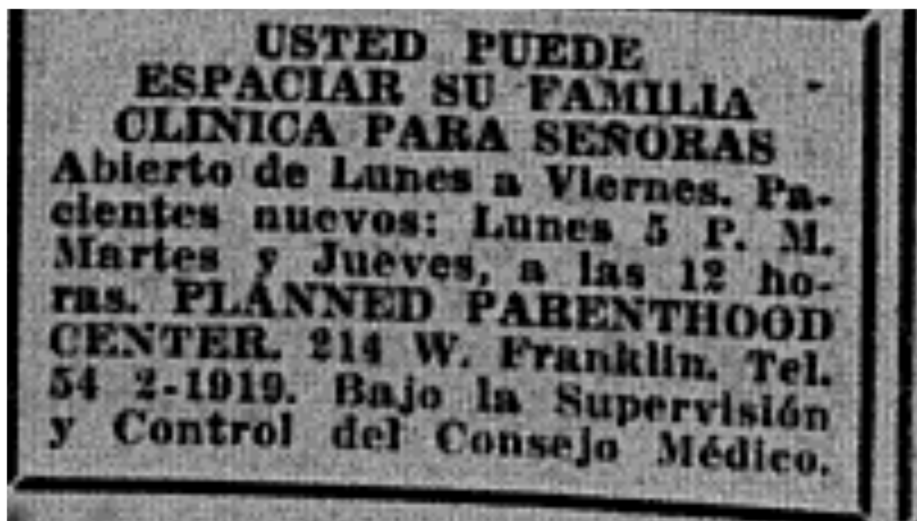 USTED PUEDE
ESPACIAR SU FAMILIA
CLINICA PARA SEÑORAS
Abierto de Lunes a Viernes. Pa-
cientes nuevos: Lunes 5 P. M.
Martes y Jueves, a las 12 ho-
ras. PLANNED PARENTHOOD
CENTER. 214 W. Franklin. Tel.
54 2-1919. Bajo la Supervisión
y Control del Consejo Médico.